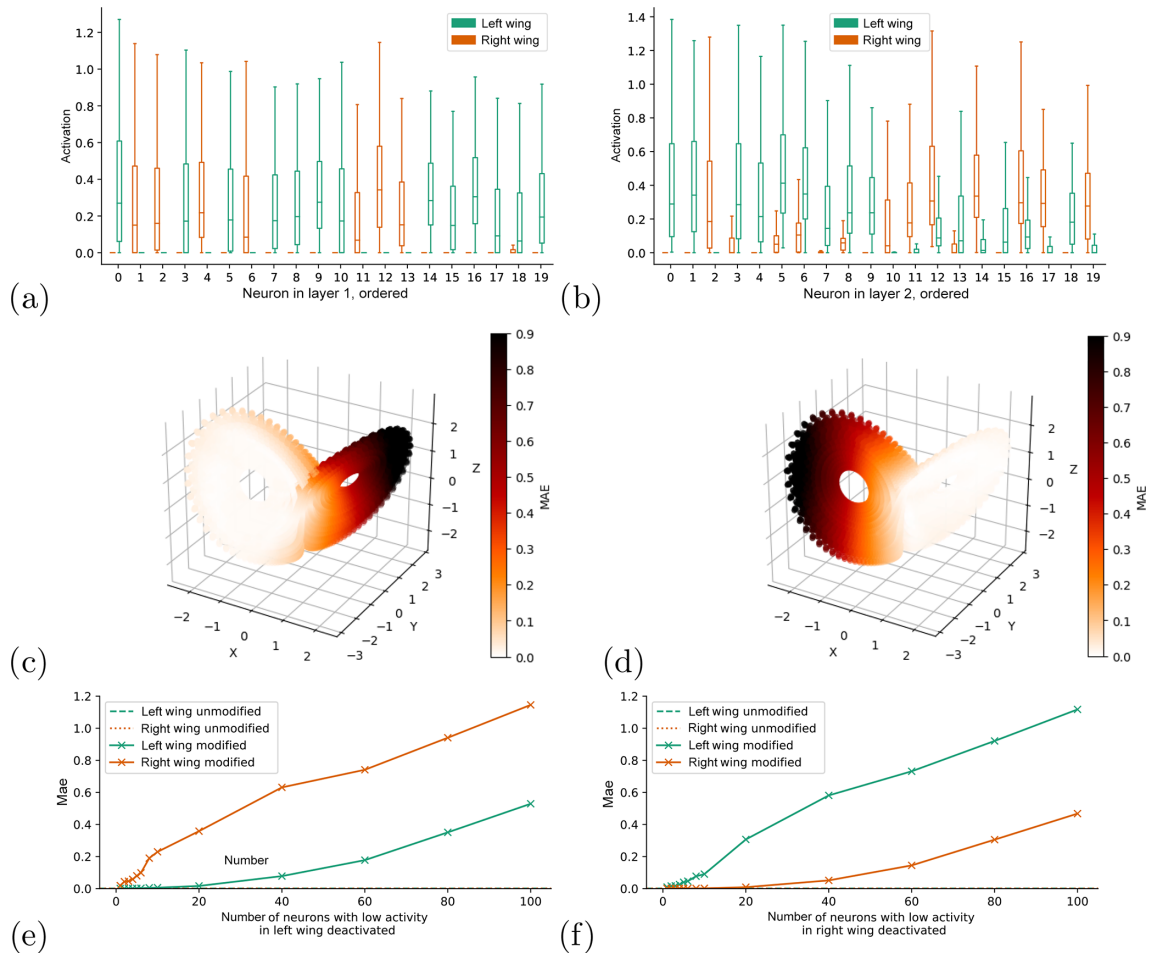 Left wing
Right wing
1.2
1.0
0.8
0.6
0.4
0.2
0.0
Activation
0 1 2 3 4 5 6 7 8 9 10 11 12 13 14 15 16 17 18 19
Neuron in layer 1, ordered
(a)
Left wing
Right wing
1.4
1.2
1.0
0.8
0.6
0.4
0.2
0.0
Activation
0 1 2 3 4 5 6 7 8 9 10 11 12 13 14 15 16 17 18 19
Neuron in layer 2, ordered
(b)
0.9
0.8
0.7
0.6
0.5
0.4
0.3
0.2
0.1
0.0
MAE
2
1
0
−1
−2
Z
−2 −1 0 1 2
X
−3 −2 −1 0 1 2 3
Y
(c)
0.9
0.8
0.7
0.6
0.5
0.4
0.3
0.2
0.1
0.0
MAE
2
1
0
−1
−2
Z
−2 −1 0 1 2
X
−3 −2 −1 0 1 2 3
Y
(d)
1.2
1.0
0.8
0.6
0.4
0.2
0.0
Mae
Left wing unmodified
Right wing unmodified
Left wing modified
Right wing modified
Number
0 20 40 60 80 100
Number of neurons with low activity
in left wing deactivated
(e)
1.2
1.0
0.8
0.6
0.4
0.2
0.0
Mae
Left wing unmodified
Right wing unmodified
Left wing modified
Right wing modified
0 20 40 60 80 100
Number of neurons with low activity
in right wing deactivated
(f)